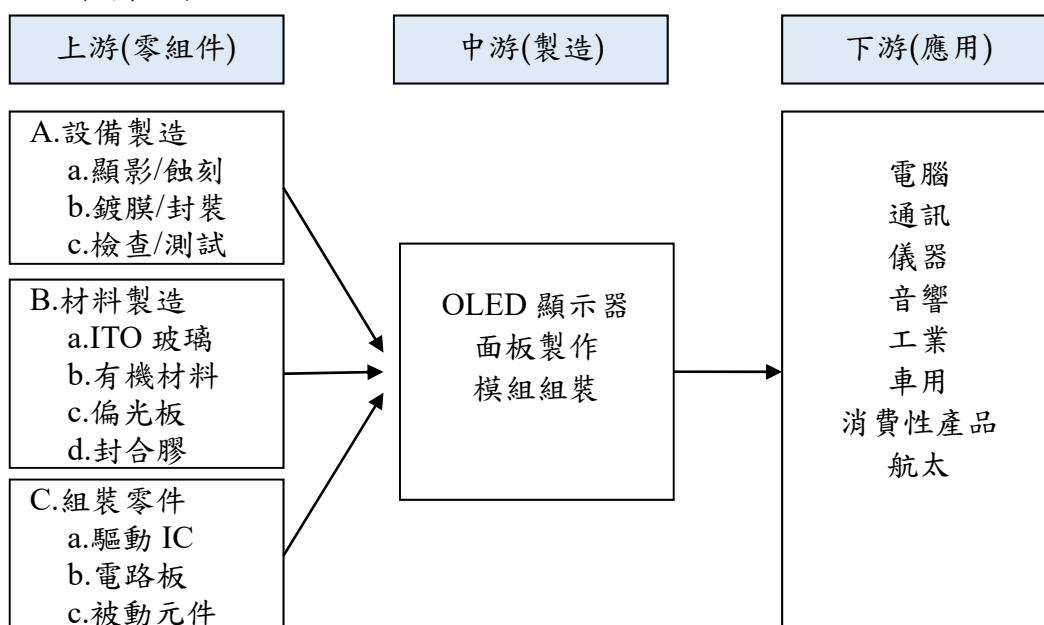 上游(零組件)
中游(製造)
下游(應用)
A.設備製造
a.顯影/蝕刻
b.鍍膜/封裝
c.檢查/測試
B.材料製造
a.ITO 玻璃
b.有機材料
c.偏光板
d.封合膠
C.組裝零件
a.驅動 IC
b.電路板
c.被動元件
OLED 顯示器
面板製作
模組組裝
電腦
通訊
儀器
音響
工業
車用
消費性產品
航太